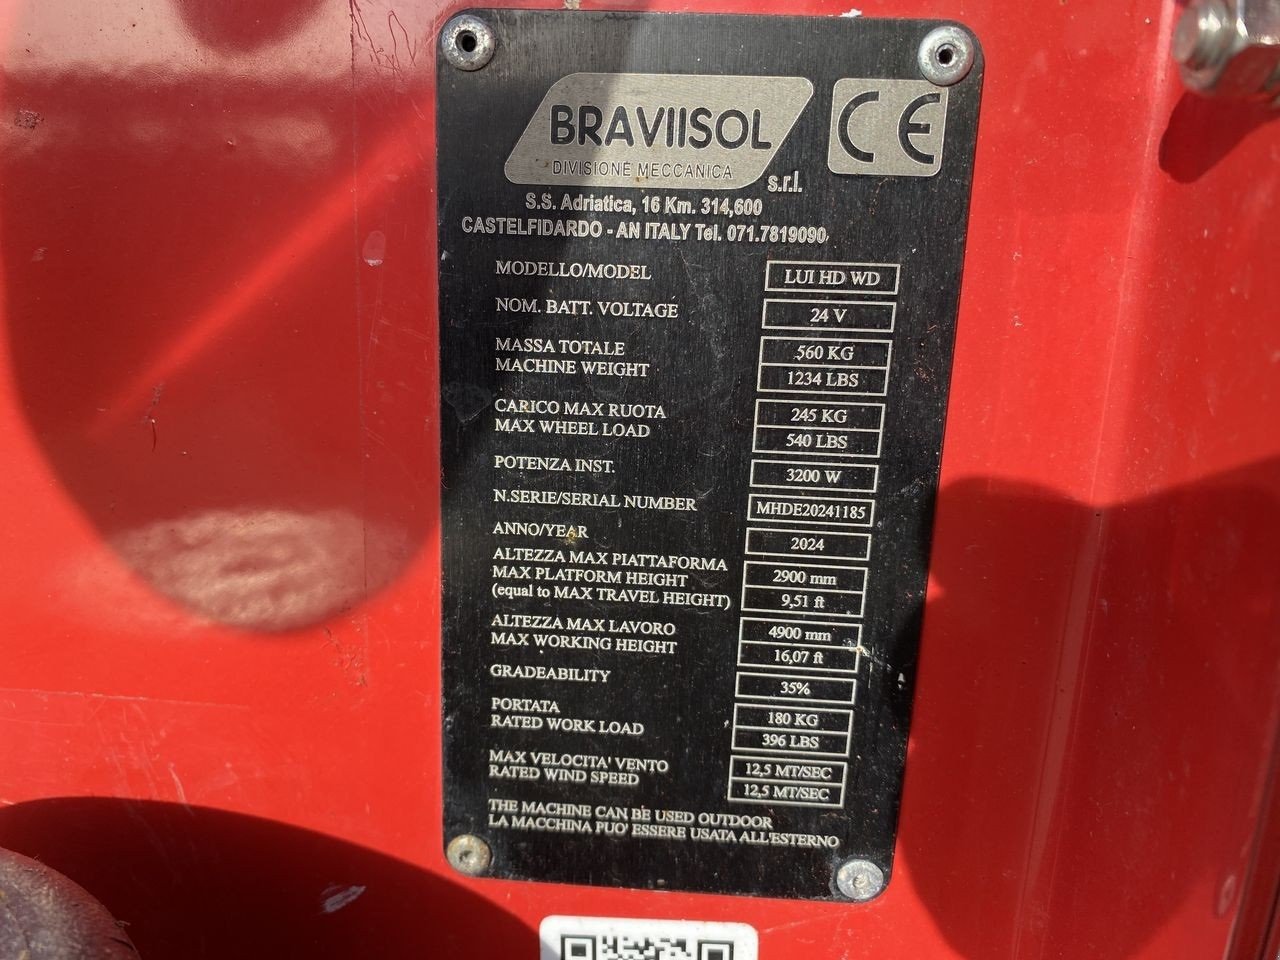 BRAVIISOL
DIVISIONE MECCANICA
s.r.l.
CE
S.S. Adriatica, 16 Km. 314,600
CASTELFIDARDO - AN ITALY Tel. 071.7819090
MODELLO/MODEL LUI HD WD
NOM. BATT. VOLTAGE 24 V
MASSA TOTALE 560 KG
MACHINE WEIGHT 1234 LBS
CARICO MAX RUOTA 245 KG
MAX WHEEL LOAD 540 LBS
POTENZA INST. 3200 W
N.SERIE/SERIAL NUMBER MHDE20241185
ANNO/YEAR 2024
ALTEZZA MAX PIATTAFORMA
MAX PLATFORM HEIGHT 2900 mm
(equal to MAX TRAVEL HEIGHT) 9,51 ft
ALTEZZA MAX LAVORO 4900 mm
MAX WORKING HEIGHT 16,07 ft
GRADEABILITY 35%
PORTATA 180 KG
RATED WORK LOAD 396 LBS
MAX VELOCITA' VENTO 12,5 MT/SEC
RATED WIND SPEED 12,5 MT/SEC
THE MACHINE CAN BE USED OUTDOOR
LA MACCHINA PUO' ESSERE USATA ALL'ESTERNO